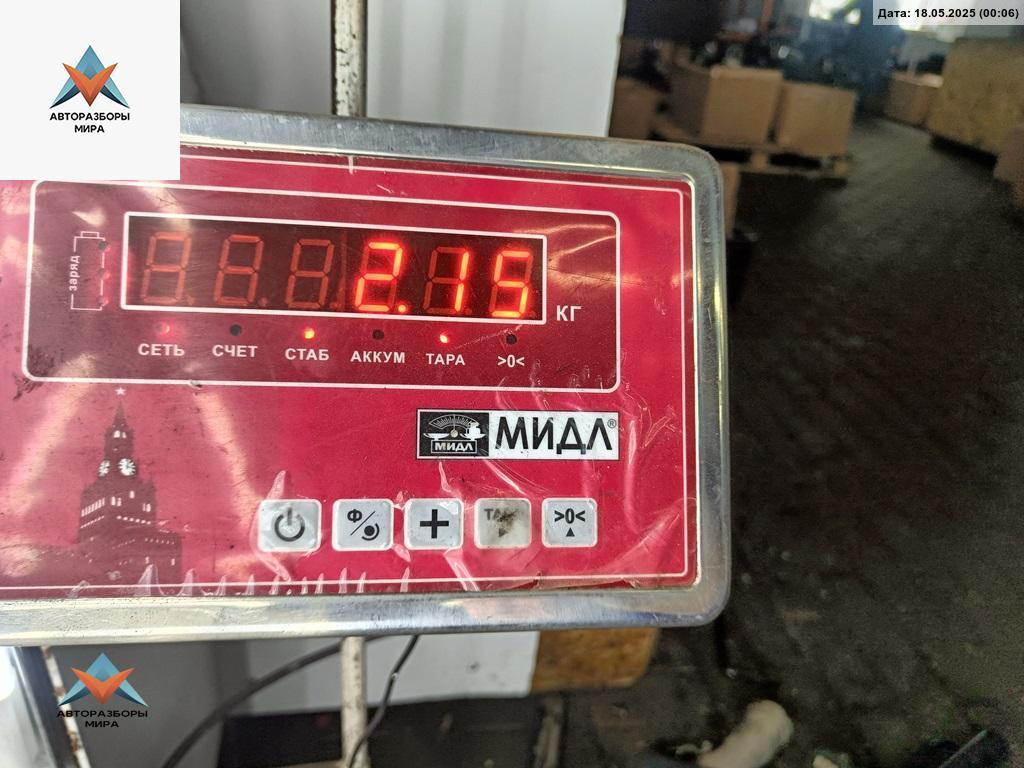 Дата: 18.05.2025 (00:06)
АВТОРАЗБОРЫ
МИРА
заряд
2.15
КГ
СЕТЬ СЧЕТ СТАБ АККУМ ТАРА >0<
МИДЛ МИДЛ®
Ф + >0<
АВТОРАЗБОРЫ
МИРА